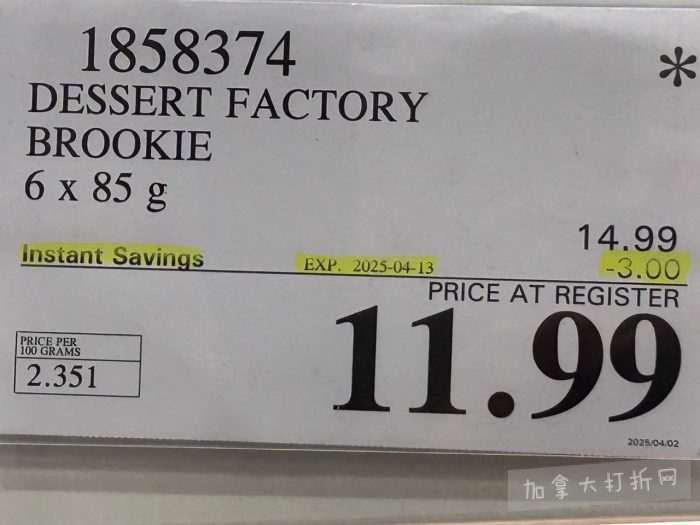 1858374
*
DESSERT FACTORY
BROOKIE
6 x 85 g
14.99
Instant Savings EXP. 2025-04-13 -3.00
PRICE AT REGISTER
11.99
PRICE PER
100 GRAMS
2.351
2025/04/02
加拿大打折网